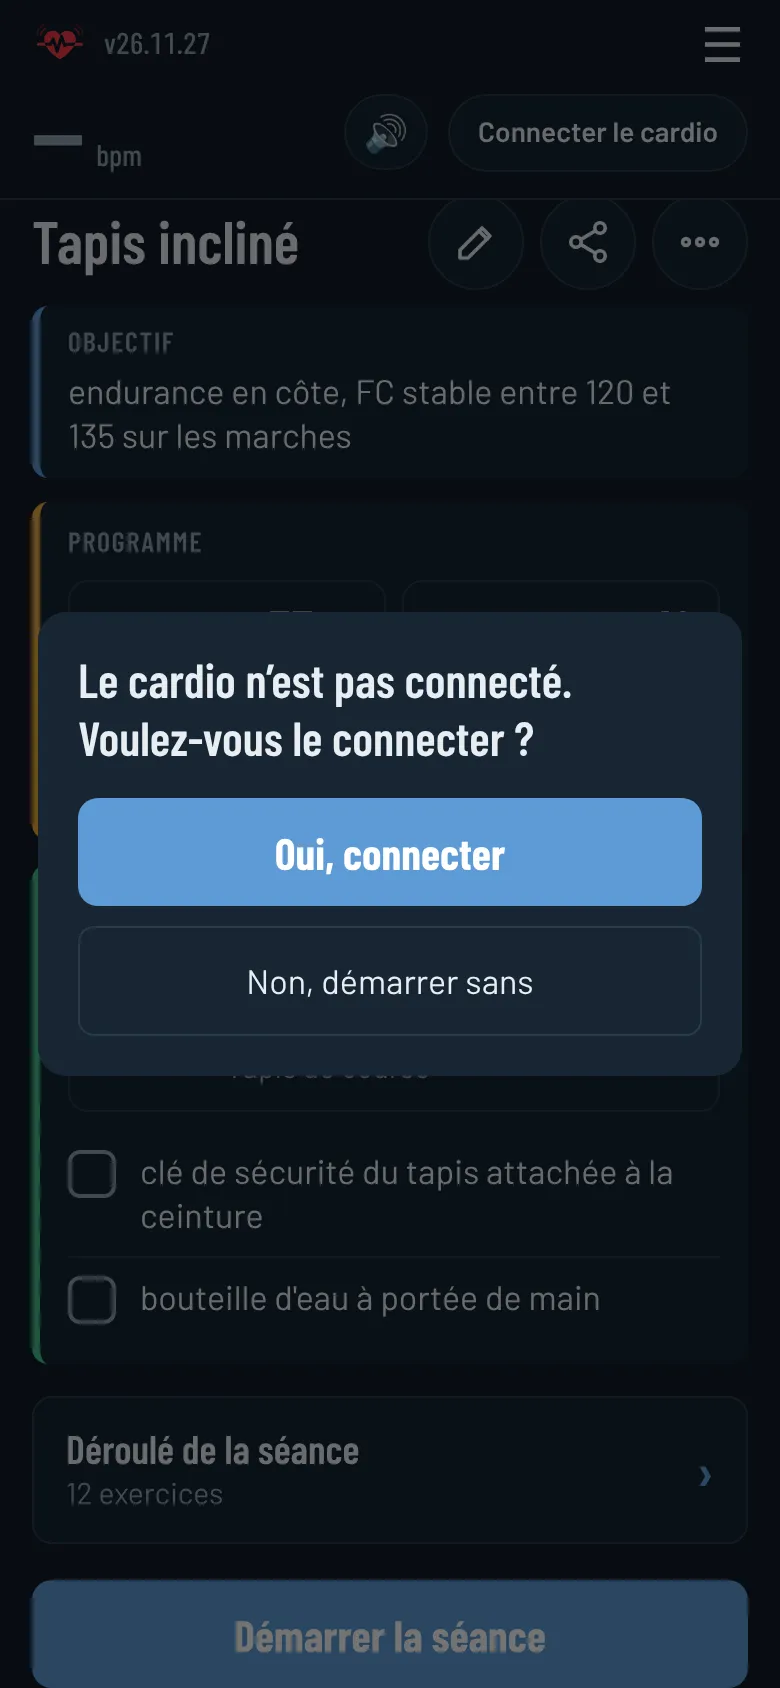 v26.11.27
bpm
Connecter le cardio
Tapis incliné
OBJECTIF
endurance en côte, FC stable entre 120 et
135 sur les marches
PROGRAMME
Le cardio n’est pas connecté.
Voulez-vous le connecter ?
Oui, connecter
Non, démarrer sans
clé de sécurité du tapis attachée à la
ceinture
bouteille d'eau à portée de main
Déroulé de la séance
12 exercices
Démarrer la séance